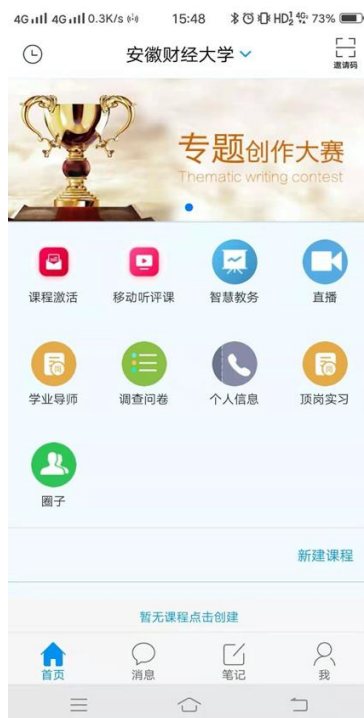 4G 4G 0.3K/s 15:48 HD 4G 73%
安徽财经大学
邀请码
专题创作大赛
Thematic writing contest
课程激活 移动听评课 智慧教务 直播
学业导师 调查问卷 个人信息 顶岗实习
圈子
新建课程
暂无课程点击创建
首页 消息 笔记 我